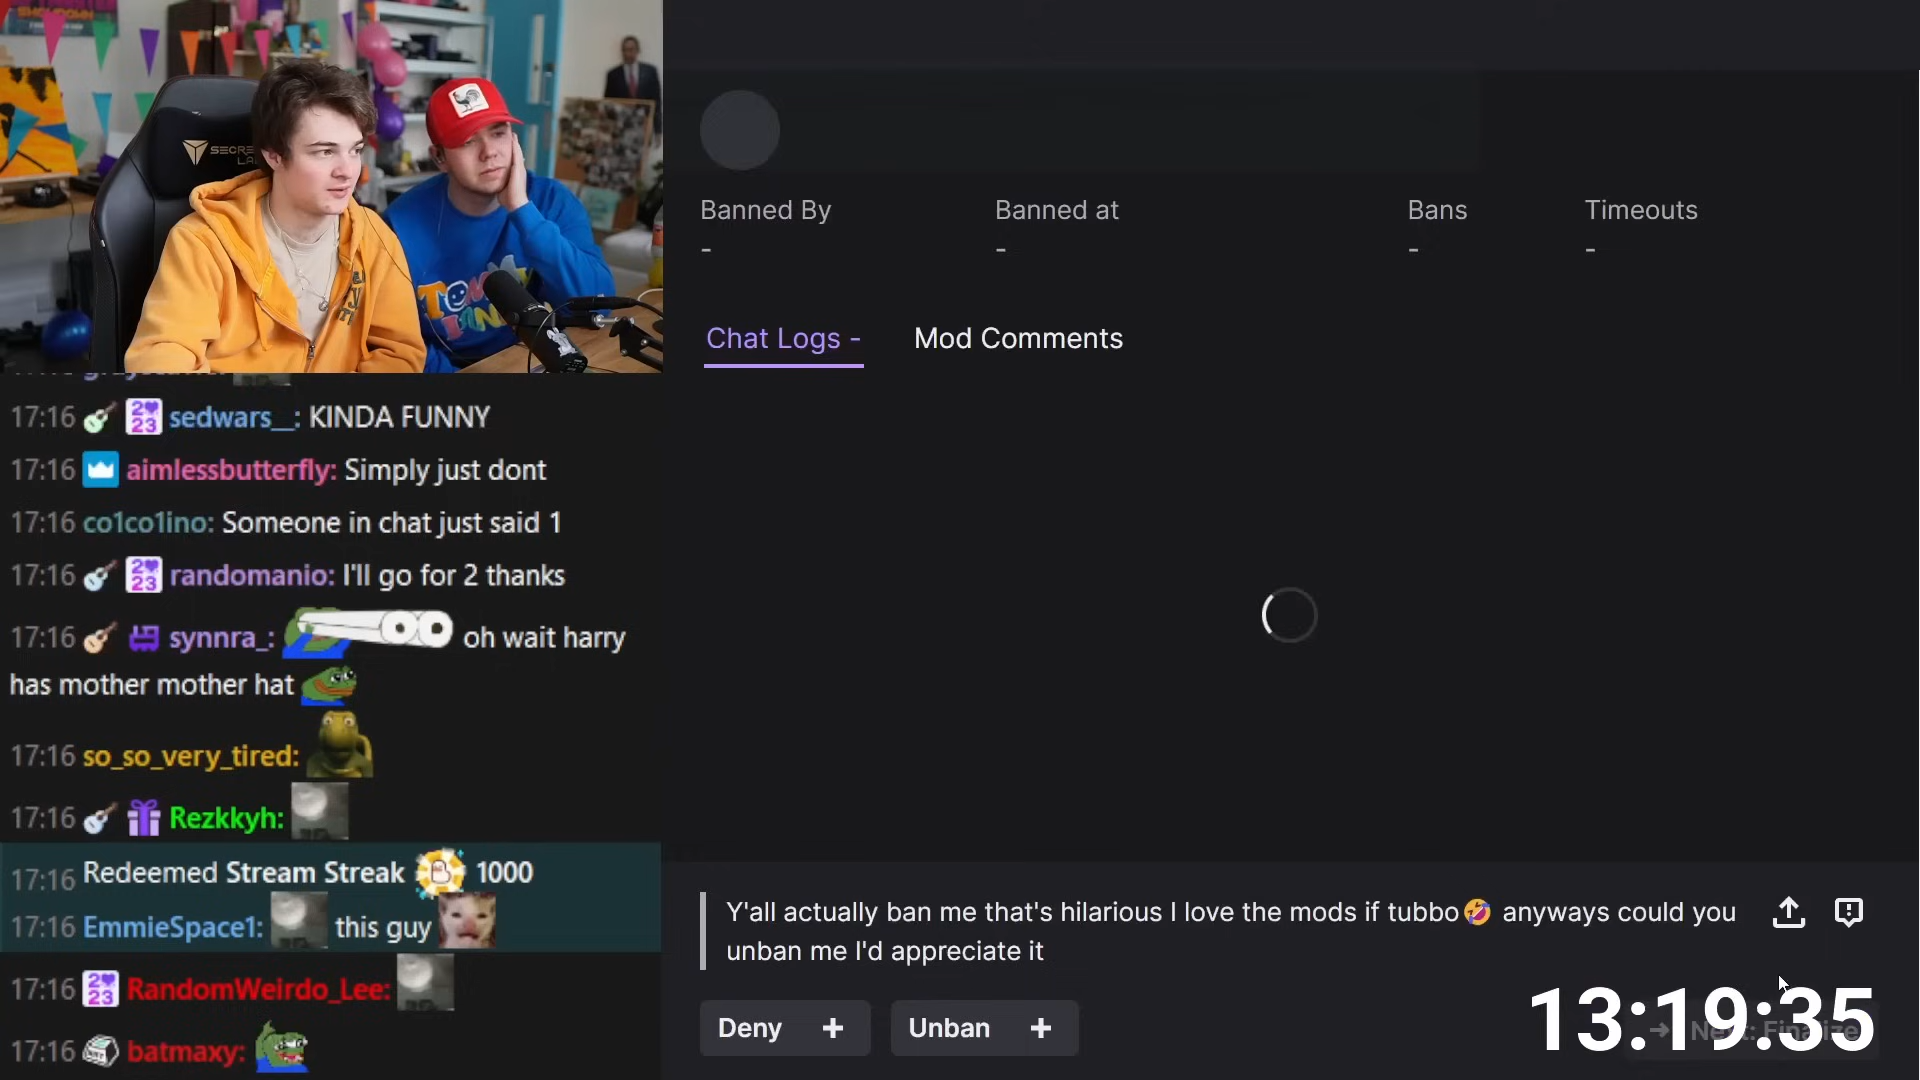 SECRE
LA
Banned By
Banned at
Bans
Timeouts
-
-
-
-
Chat Logs -
Mod Comments
17:16 sedwars__: KINDA FUNNY
17:16 aimlessbutterfly: Simply just dont
17:16 co1co1ino: Someone in chat just said 1
17:16 randomanio: I'll go for 2 thanks
17:16 synnra_: oh wait harry
has mother mother hat
17:16 so_so_very_tired:
17:16 Rezkkyh:
17:16 Redeemed Stream Streak 1000
17:16 EmmieSpace1: this guy
17:16 RandomWeirdo_Lee:
17:16 batmaxy:
Y'all actually ban me that's hilarious I love the mods if tubbo🤣 anyways could you
unban me I'd appreciate it
Deny +
Unban +
13:19:35